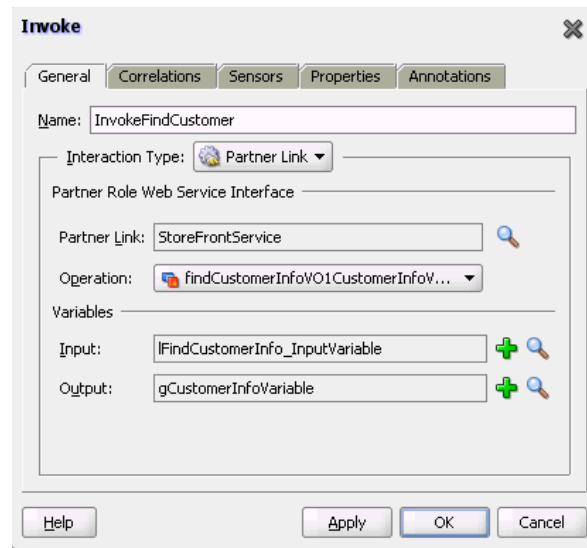 Invoke
General Correlations Sensors Properties Annotations
Name: InvokeFindCustomer
Interaction Type: Partner Link
Partner Role Web Service Interface
Partner Link: StoreFrontService
Operation: findCustomerInfoVO1CustomerInfoV...
Variables
Input: lFindCustomerInfo_InputVariable
Output: gCustomerInfoVariable
Help Apply OK Cancel